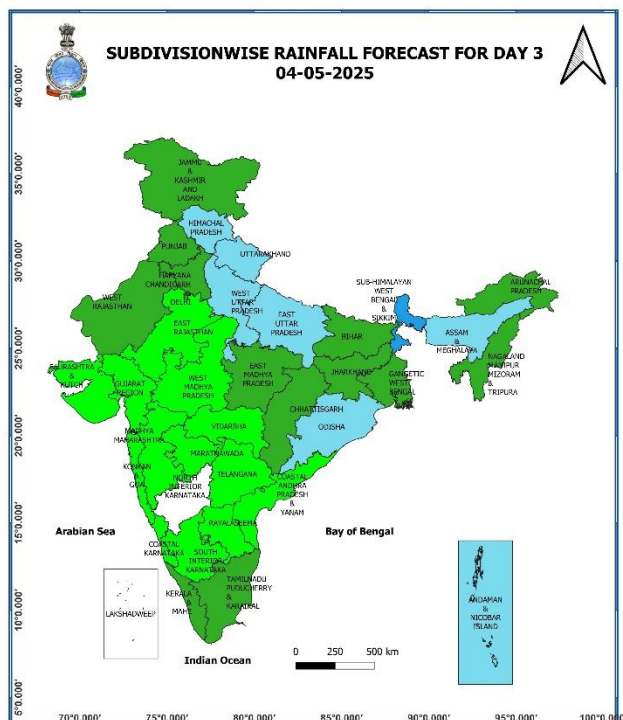 SUBDIVISIONWISE RAINFALL FORECAST FOR DAY 3
04-05-2025
40°0.000'
35°0.000'
30°0.000'
25°0.000'
20°0.000'
15°0.000'
10°0.000'
5°0.000'
JAMMU
&
KASHMIR
AND
LADAKH
HIMACHAL
PRADESH
PUNJAB
UTTARAKHAND
HARYANA
CHANDIGARH
DELHI
WEST
RAJASTHAN
WEST
UTTAR
PRADESH
EAST
UTTAR
PRADESH
SUB-HIMALAYAN
WEST
BENGAL
&
SIKKIM
ARUNACHAL
PRADESH
EAST
RAJASTHAN
BIHAR
ASSAM
&
MEGHALAYA
NAGALAND
MANIPUR
MIZORAM
&
TRIPURA
SAURASHTRA
&
KUTCH
GUJARAT
REGION
WEST
MADHYA
PRADESH
EAST
MADHYA
PRADESH
JHARKHAND
GANGETIC
WEST
BENGAL
CHHATTISGARH
ODISHA
VIDARBHA
MADHYA
MAHARASHTRA
MARATHWADA
KONKAN
&
GOA
NORTH
INTERIOR
KARNATAKA
TELANGANA
COASTAL
ANDHRA
PRADESH
&
YANAM
RAYALASEEMA
Arabian Sea
Bay of Bengal
COASTAL
KARNATAKA
SOUTH
INTERIOR
KARNATAKA
TAMILNADU
PUDUCHERRY
&
KARAIKAL
KERALA
&
MAHE
LAKSHADWEEP
ANDAMAN
&
NICOBAR
ISLAND
Indian Ocean
0 250 500 km
70°0.000' 75°0.000' 80°0.000' 85°0.000' 90°0.000' 95°0.000' 100°0.000'